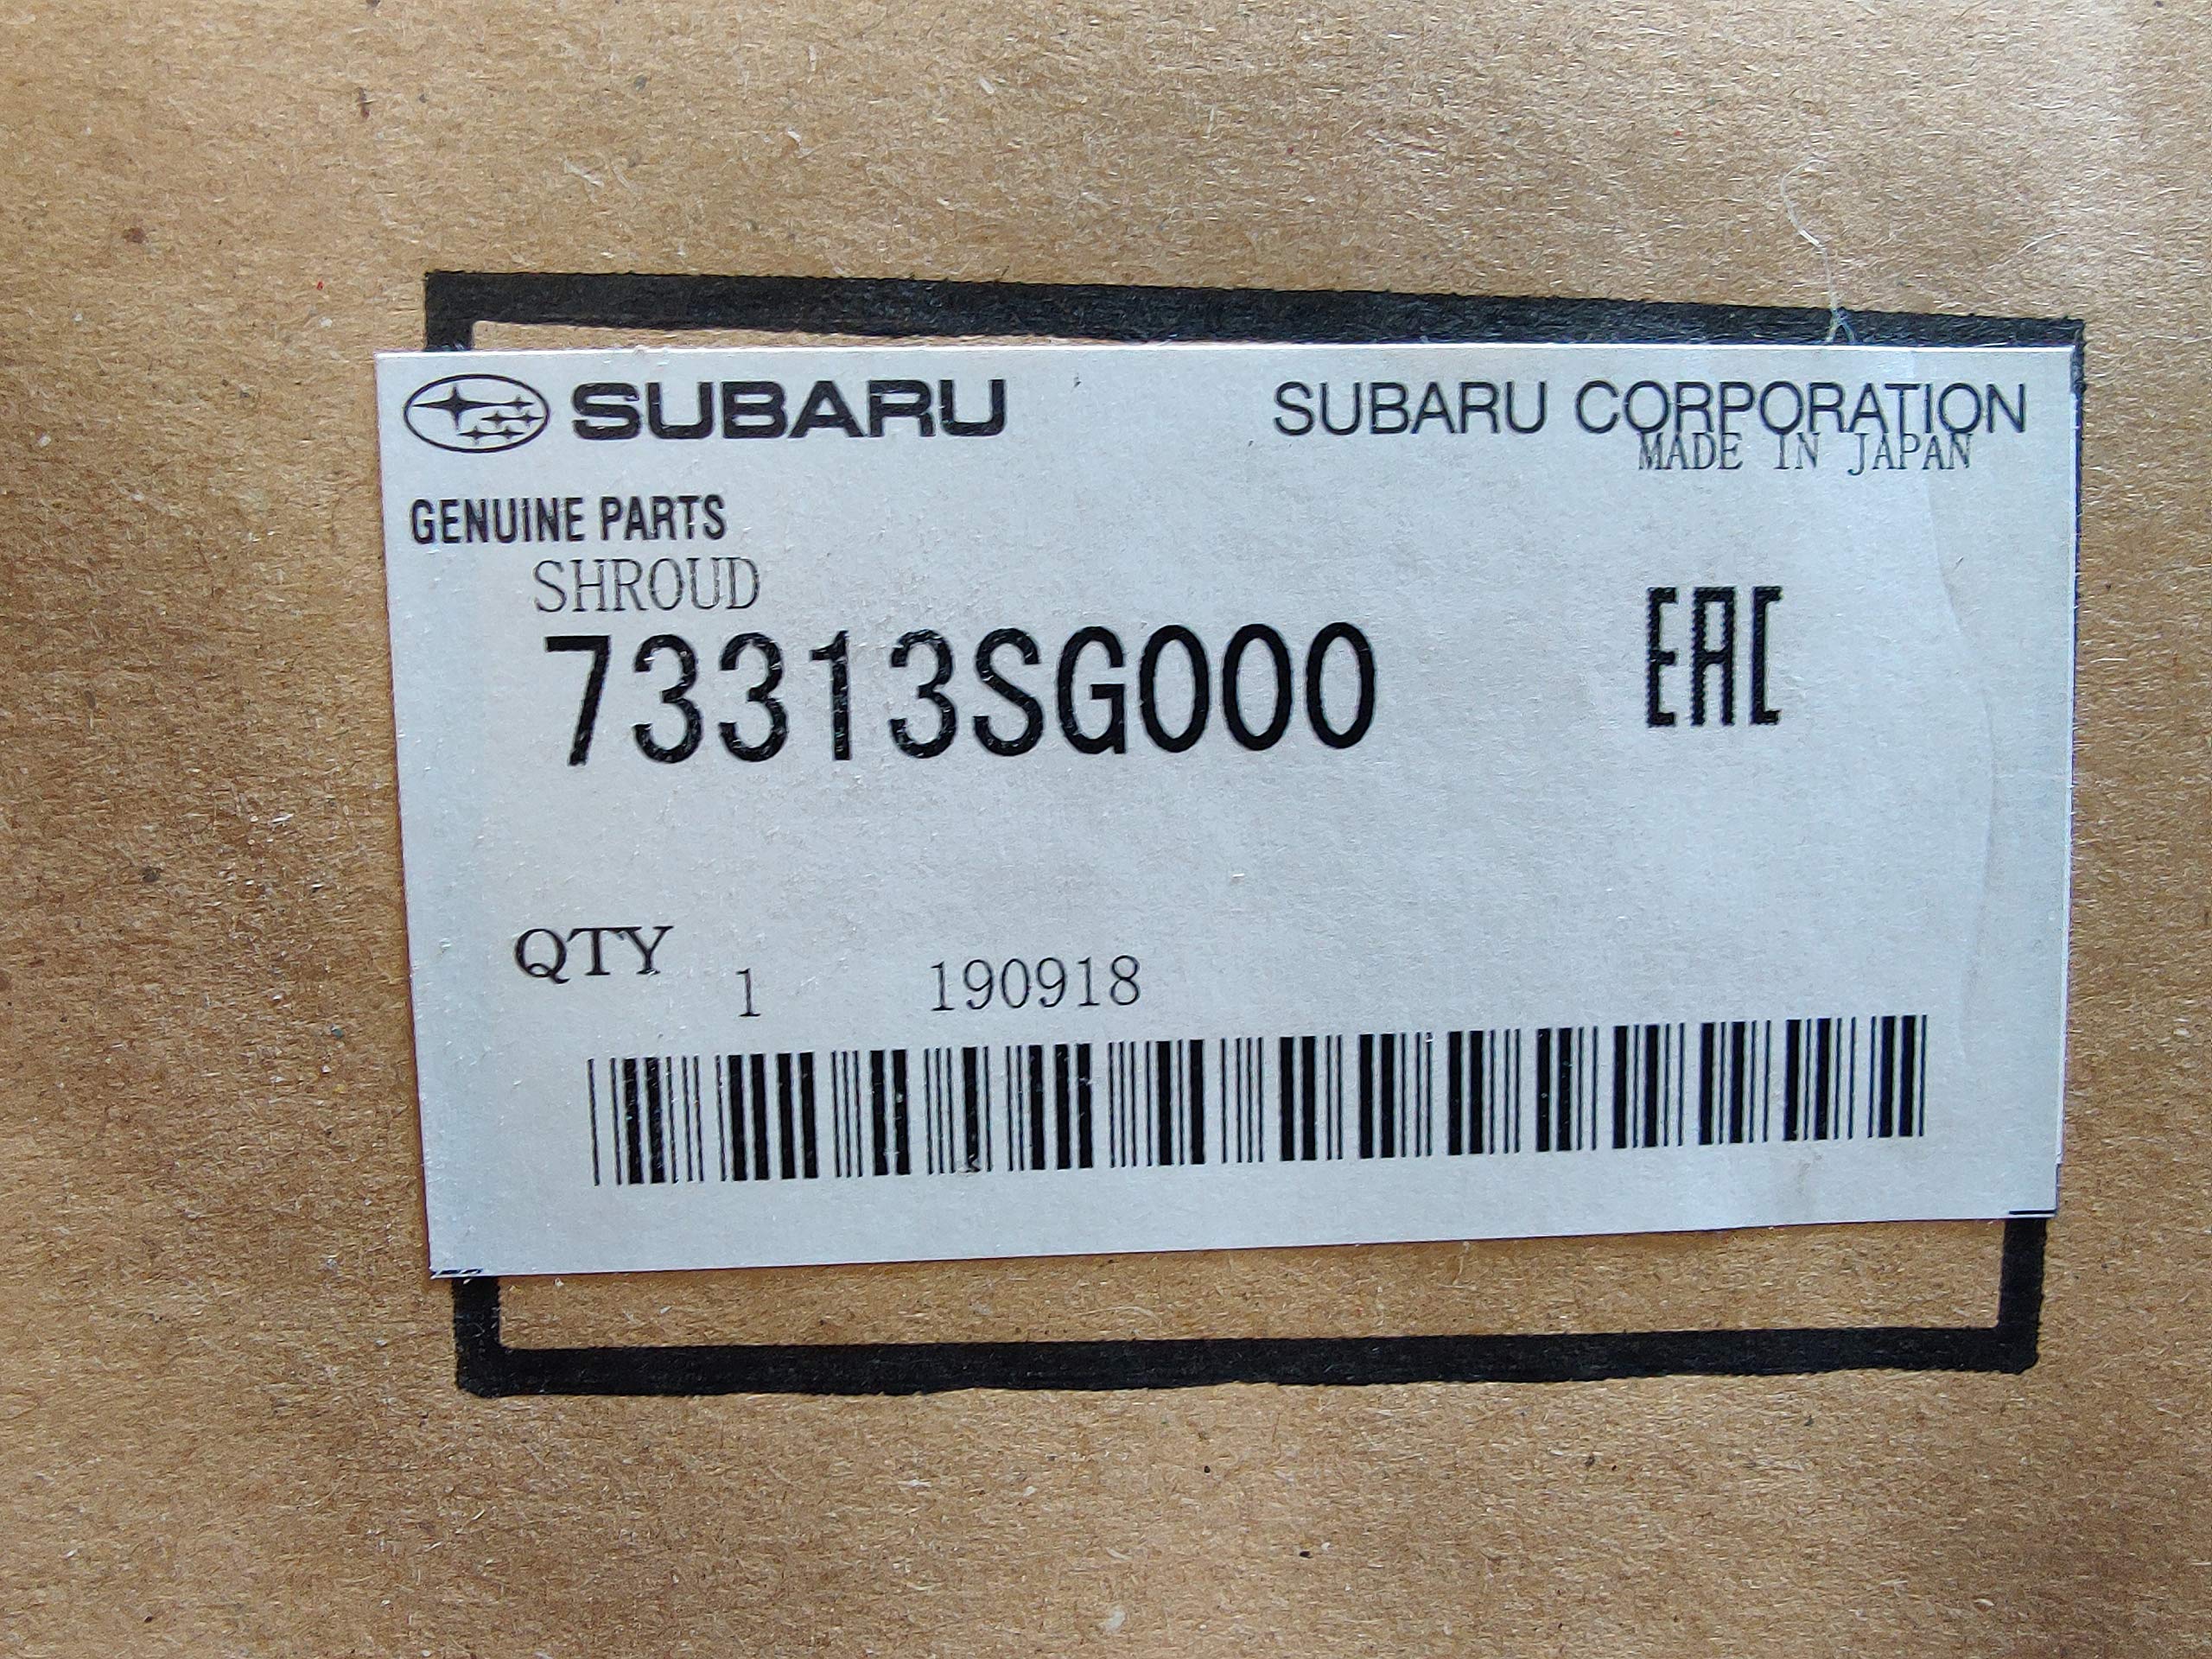 SUBARU SUBARU CORPORATION
MADE IN JAPAN
GENUINE PARTS
SHROUD
73313SG000 EAC
QTY 1 190918